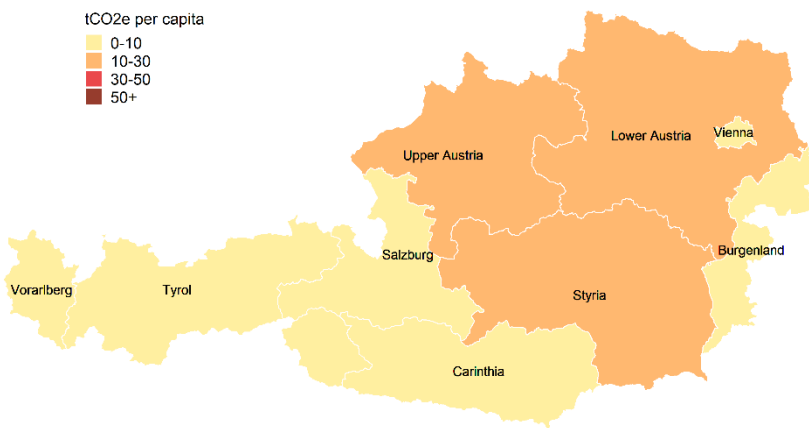 tCO2e per capita
0-10
10-30
30-50
50+
Vienna
Lower Austria
Upper Austria
Burgenland
Salzburg
Vorarlberg
Tyrol
Styria
Carinthia